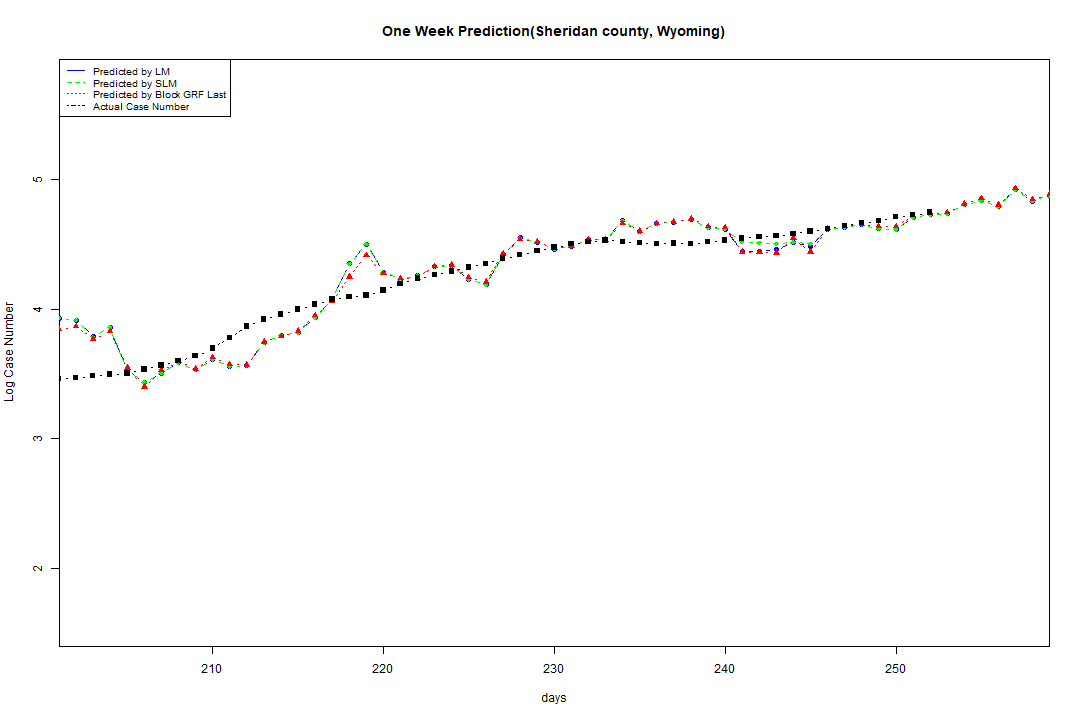 One Week Prediction(Sheridan county, Wyoming)
Predicted by LM
Predicted by SLM
Predicted by Block GRF Last
Actual Case Number
5
4
3
2
Log Case Number
210 220 230 240 250
days